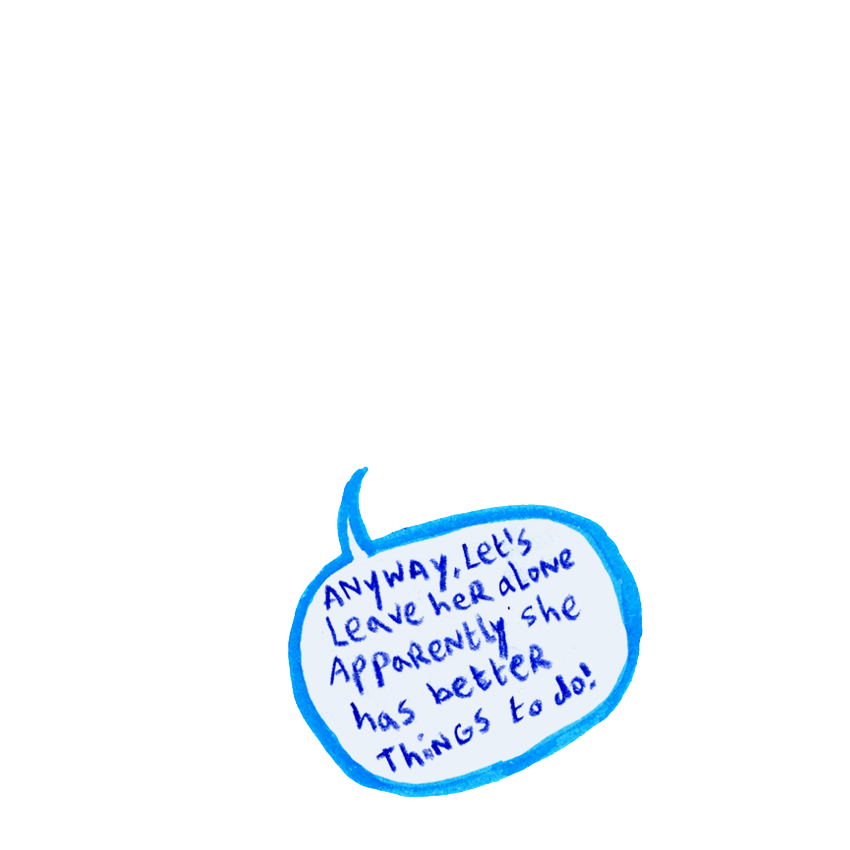 ANYWAY, Let's
Leave heR aLoNe
AppaReNtly she
has betteR
ThiNGS to do!